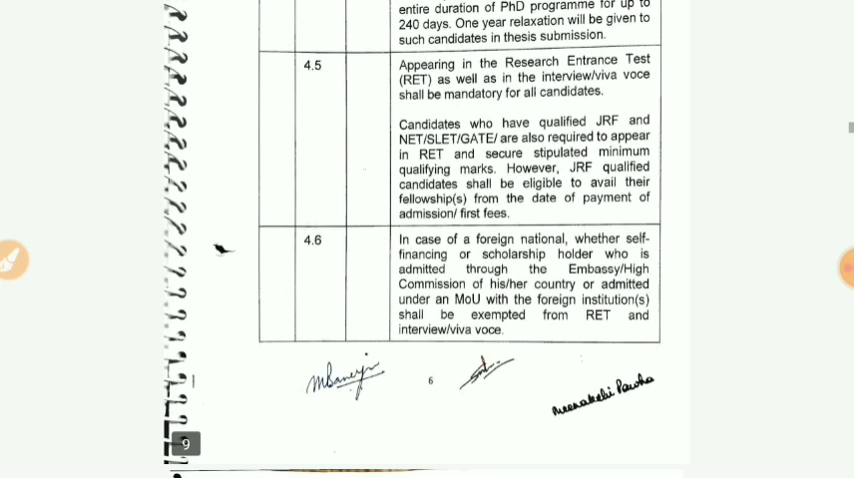 entire duration of PhD programme for up to
240 days. One year relaxation will be given to
such candidates in thesis submission.
4.5
Appearing in the Research Entrance Test
(RET) as well as in the interview/viva voce
shall be mandatory for all candidates.
Candidates who have qualified JRF and
NET/SLET/GATE/ are also required to appear
in RET and secure stipulated minimum
qualifying marks. However, JRF qualified
candidates shall be eligible to avail their
fellowship(s) from the date of payment of
admission/ first fees.
4.6
In case of a foreign national, whether self-
financing or scholarship holder who is
admitted through the Embassy/High
Commission of his/her country or admitted
under an MoU with the foreign institution(s)
shall be exempted from RET and
interview/viva voce.
MBanerji
6
Meenakshi Pawha
9